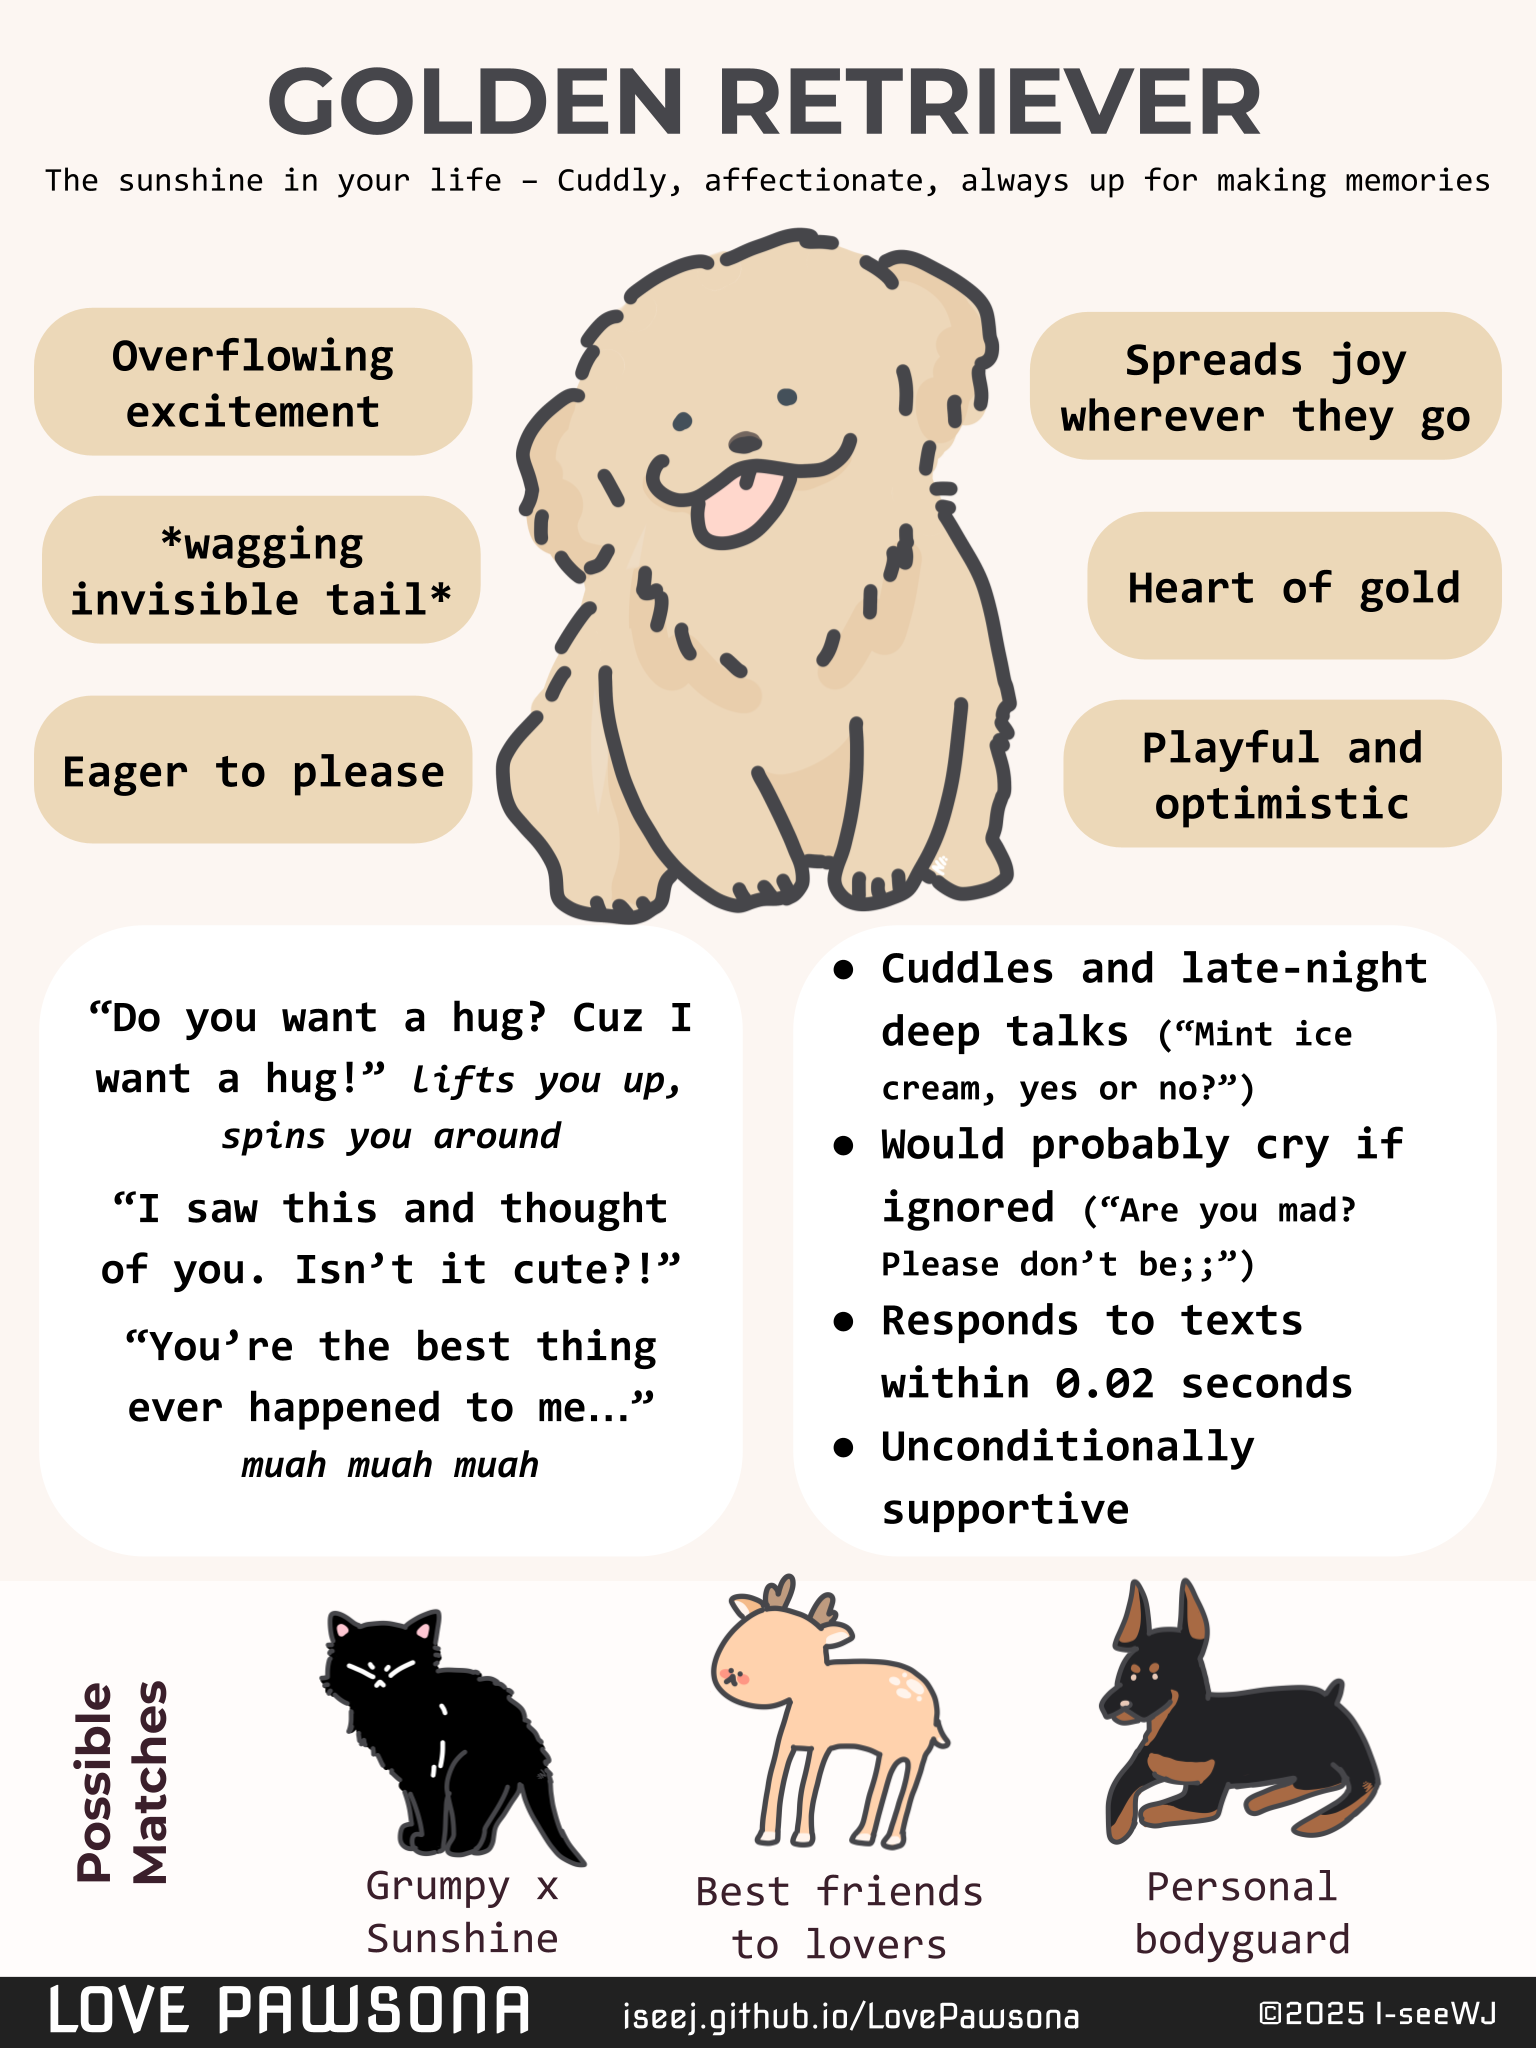 GOLDEN RETRIEVER
The sunshine in your life – Cuddly, affectionate, always up for making memories
Overflowing
excitement
*wagging
invisible tail*
Eager to please
Spreads joy
wherever they go
Heart of gold
Playful and
optimistic
“Do you want a hug? Cuz I
want a hug!” lifts you up,
spins you around
“I saw this and thought
of you. Isn’t it cute?!”
“You’re the best thing
ever happened to me…”
muah muah muah
● Cuddles and late-night
deep talks (“Mint ice
cream, yes or no?”)
● Would probably cry if
ignored (“Are you mad?
Please don’t be;;”)
● Responds to texts
within 0.02 seconds
● Unconditionally
supportive
Possible
Matches
Grumpy x
Sunshine
Best friends
to lovers
Personal
bodyguard
LOVE PAWSONA
iseej.github.io/LovePawsona
©2025 I-seeWJ